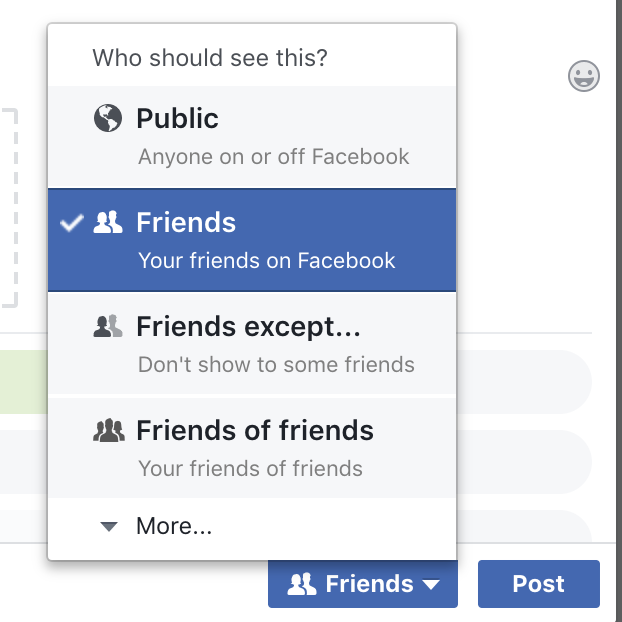 Who should see this?
Public
Anyone on or off Facebook
Friends
Your friends on Facebook
Friends except...
Don't show to some friends
Friends of friends
Your friends of friends
More...
Friends
Post